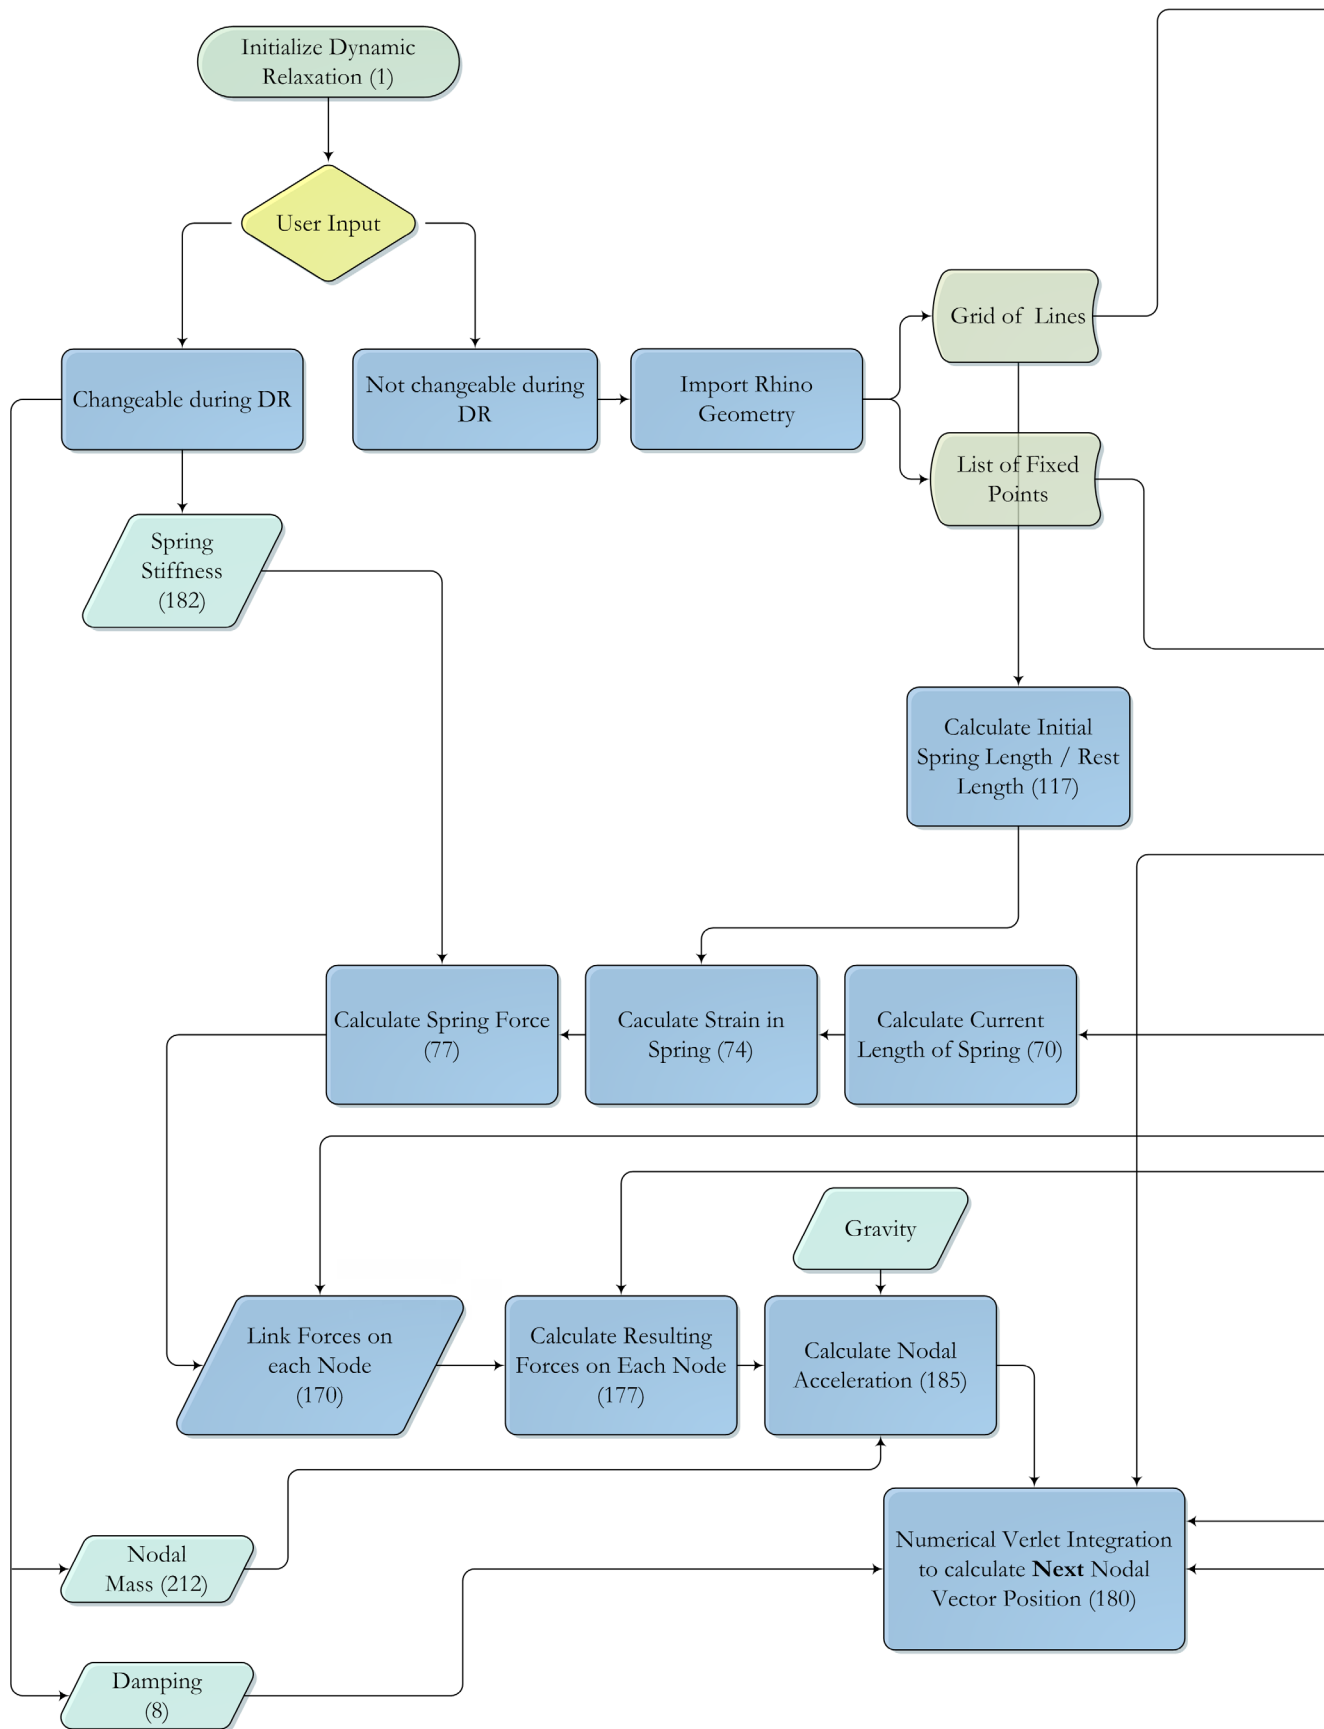 Initialize Dynamic
Relaxation (1)
User Input
Changeable during DR
Not changeable during
DR
Import Rhino
Geometry
Grid of Lines
List of Fixed
Points
Spring
Stiffness
(182)
Calculate Initial
Spring Length / Rest
Length (117)
Calculate Spring Force
(77)
Caculate Strain in
Spring (74)
Calculate Current
Length of Spring (70)
Gravity
Link Forces on
each Node
(170)
Calculate Resulting
Forces on Each Node
(177)
Calculate Nodal
Acceleration (185)
Nodal
Mass (212)
Numerical Verlet Integration
to calculate Next Nodal
Vector Position (180)
Damping
(8)